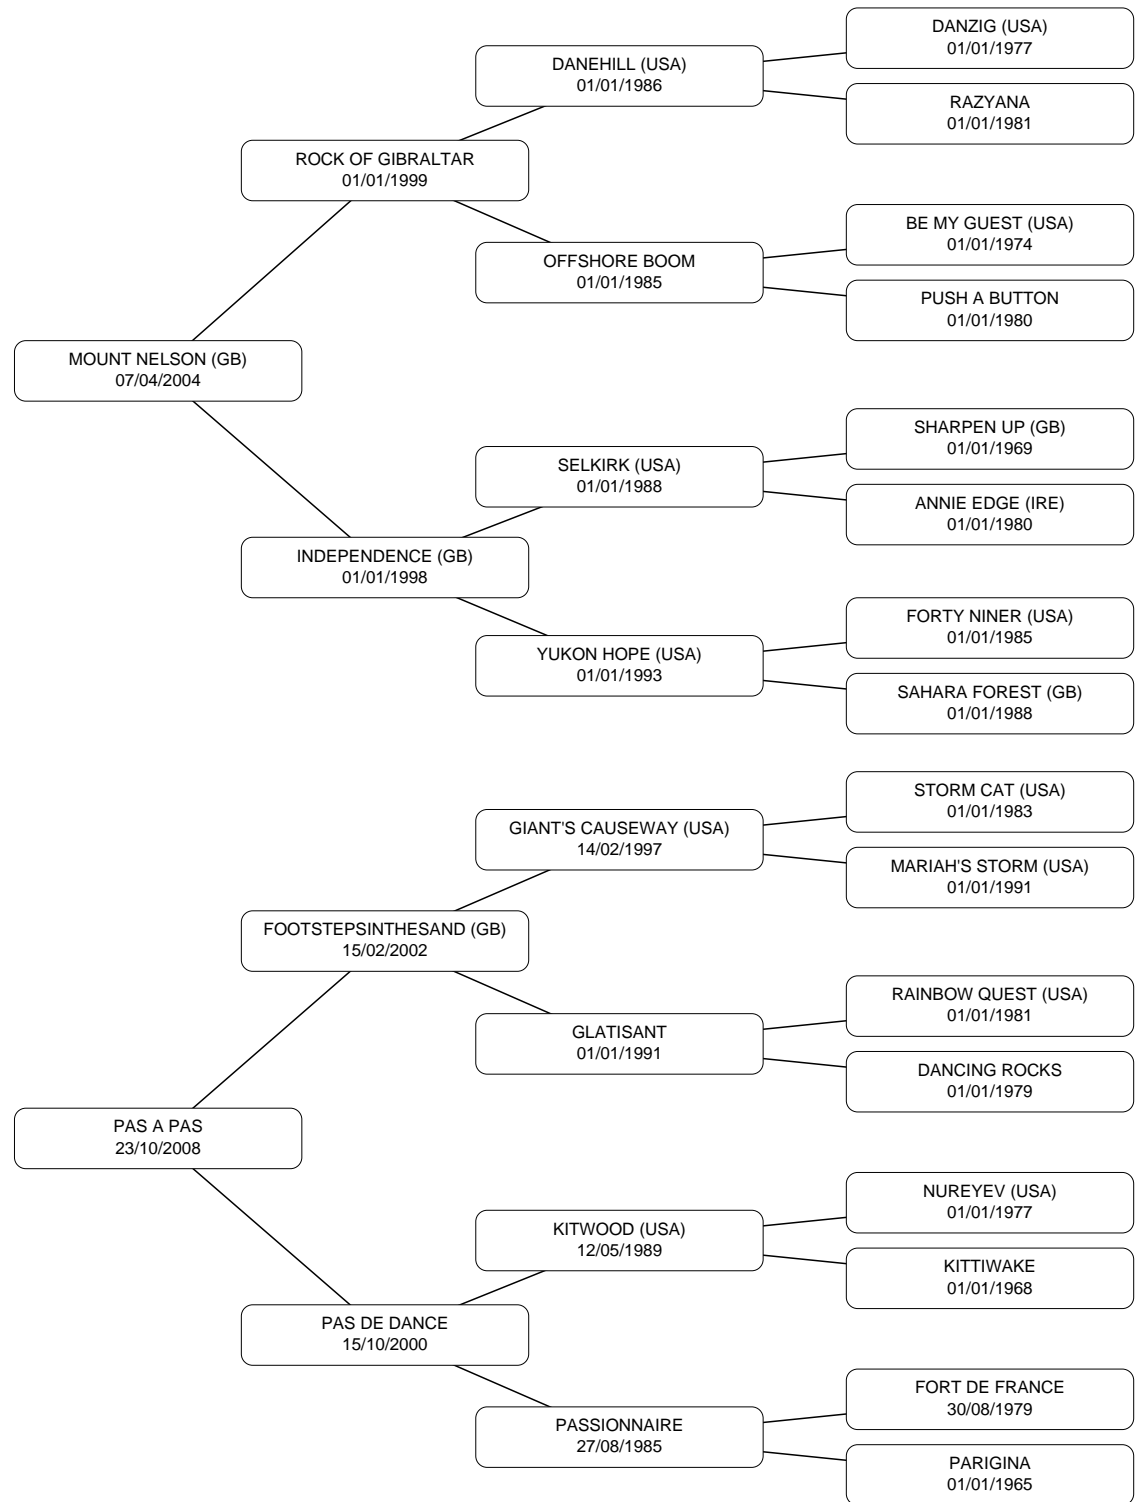 DANZIG (USA)
01/01/1977
DANEHILL (USA)
01/01/1986
RAZYANA
01/01/1981
ROCK OF GIBRALTAR
01/01/1999
BE MY GUEST (USA)
01/01/1974
OFFSHORE BOOM
01/01/1985
PUSH A BUTTON
01/01/1980
MOUNT NELSON (GB)
07/04/2004
SHARPEN UP (GB)
01/01/1969
SELKIRK (USA)
01/01/1988
ANNIE EDGE (IRE)
01/01/1980
INDEPENDENCE (GB)
01/01/1998
FORTY NINER (USA)
01/01/1985
YUKON HOPE (USA)
01/01/1993
SAHARA FOREST (GB)
01/01/1988
STORM CAT (USA)
01/01/1983
GIANT'S CAUSEWAY (USA)
14/02/1997
MARIAH'S STORM (USA)
01/01/1991
FOOTSTEPSINTHESAND (GB)
15/02/2002
RAINBOW QUEST (USA)
01/01/1981
GLATISANT
01/01/1991
DANCING ROCKS
01/01/1979
PAS A PAS
23/10/2008
NUREYEV (USA)
01/01/1977
KITWOOD (USA)
12/05/1989
KITTIWAKE
01/01/1968
PAS DE DANCE
15/10/2000
FORT DE FRANCE
30/08/1979
PASSIONNAIRE
27/08/1985
PARIGINA
01/01/1965